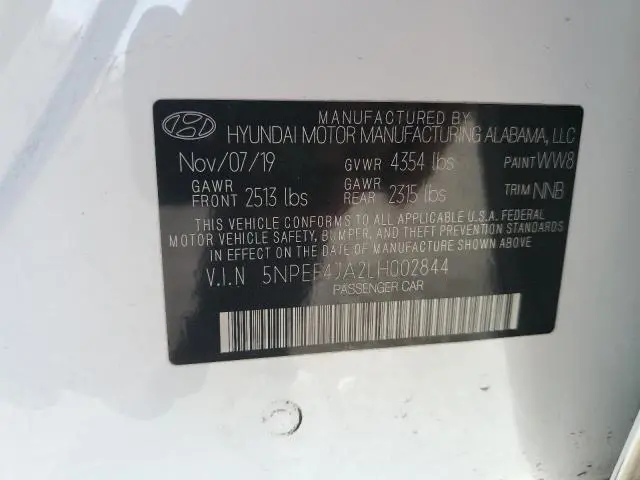 MANUFACTURED BY
HYUNDAI MOTOR MANUFACTURING ALABAMA, LLC
Nov/07/19 GVWR 4354 lbs PAINT WW8
GAWR FRONT 2513 lbs GAWR REAR 2315 lbs TRIM NNB
THIS VEHICLE CONFORMS TO ALL APPLICABLE U.S.A. FEDERAL
MOTOR VEHICLE SAFETY, BUMPER, AND THEFT PREVENTION STANDARDS
IN EFFECT ON THE DATE OF MANUFACTURE SHOWN ABOVE.
V.I.N 5NPEF4JA2LH002844
PASSENGER CAR